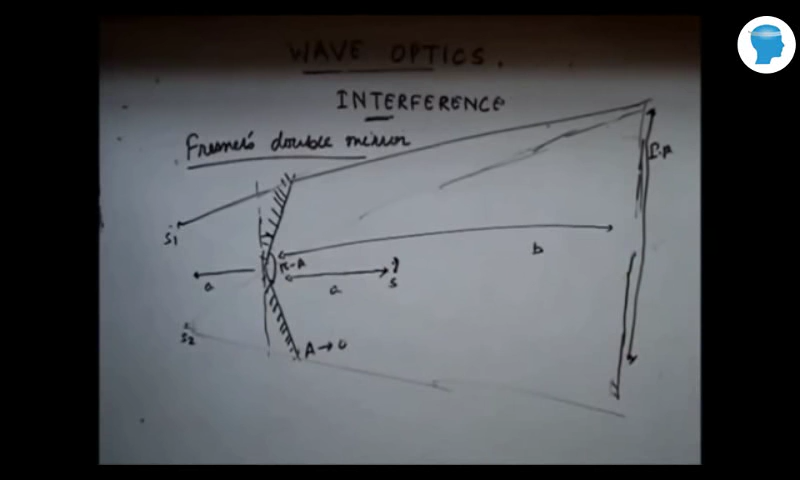 WAVE OPTICS.
INTERFERENCE
Fresnel's double mirror
I.P
S1
b
π-A
a
a
S
S2
A→0